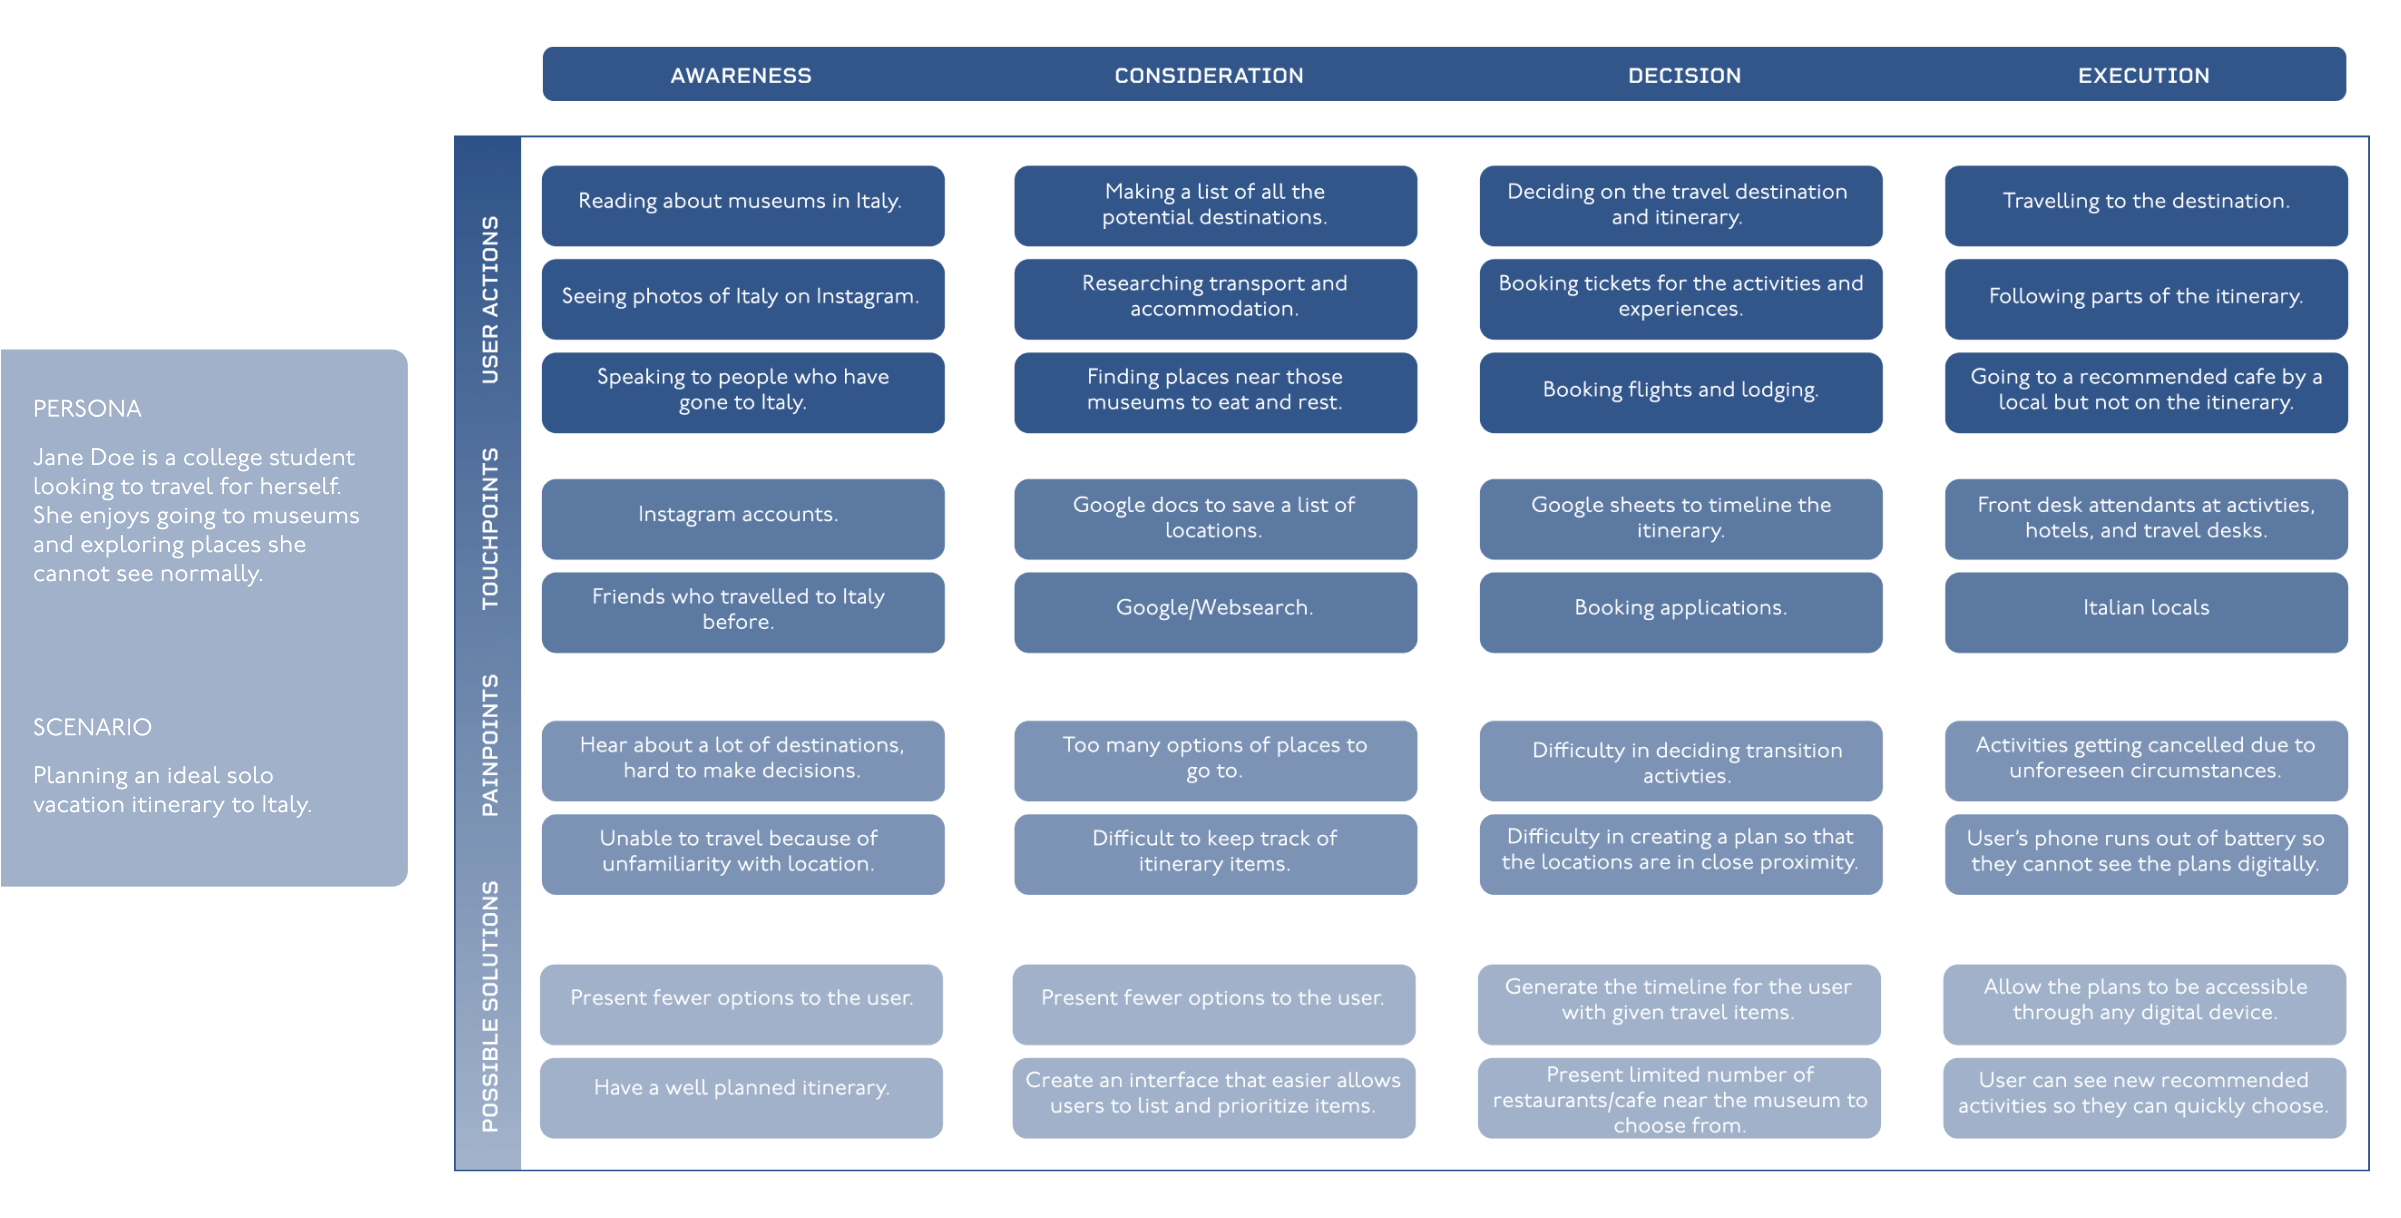 AWARENESS
CONSIDERATION
DECISION
EXECUTION
PERSONA
Jane Doe is a college student
looking to travel for herself.
She enjoys going to museums
and exploring places she
cannot see normally.
SCENARIO
Planning an ideal solo
vacation itinerary to Italy.
USER ACTIONS
Reading about museums in Italy.
Making a list of all the
potential destinations.
Deciding on the travel destination
and itinerary.
Travelling to the destination.
Seeing photos of Italy on Instagram.
Researching transport and
accommodation.
Booking tickets for the activities and
experiences.
Following parts of the itinerary.
Speaking to people who have
gone to Italy.
Finding places near those
museums to eat and rest.
Booking flights and lodging.
Going to a recommended cafe by a
local but not on the itinerary.
TOUCHPOINTS
Instagram accounts.
Google docs to save a list of
locations.
Google sheets to timeline the
itinerary.
Front desk attendants at activties,
hotels, and travel desks.
Friends who travelled to Italy
before.
Google/Websearch.
Booking applications.
Italian locals
PAINPOINTS
Hear about a lot of destinations,
hard to make decisions.
Too many options of places to
go to.
Difficulty in deciding transition
activties.
Activities getting cancelled due to
unforeseen circumstances.
Unable to travel because of
unfamiliarity with location.
Difficult to keep track of
itinerary items.
Difficulty in creating a plan so that
the locations are in close proximity.
User’s phone runs out of battery so
they cannot see the plans digitally.
POSSIBLE SOLUTIONS
Present fewer options to the user.
Present fewer options to the user.
Generate the timeline for the user
with given travel items.
Allow the plans to be accessible
through any digital device.
Have a well planned itinerary.
Create an interface that easier allows
users to list and prioritize items.
Present limited number of
restaurants/cafe near the museum to
choose from.
User can see new recommended
activities so they can quickly choose.